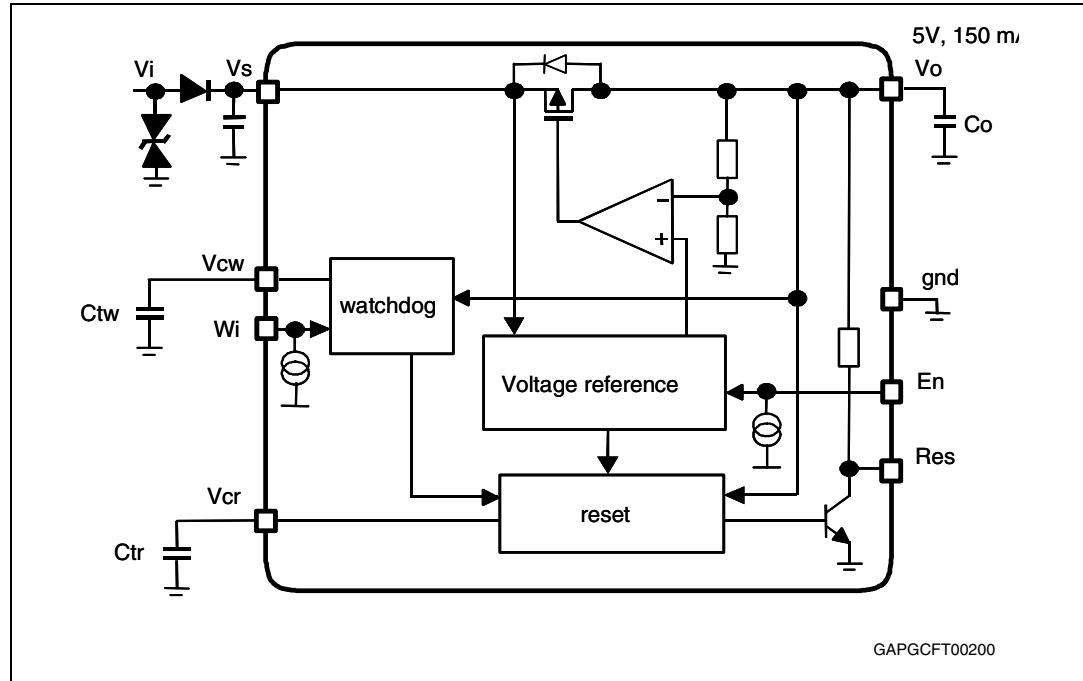 5V, 150 m
Vi
Vs
Vo
Co
-
+
Vcw
gnd
Ctw
watchdog
Wi
Voltage reference
En
Res
Vcr
reset
Ctr
GAPGCFT00200